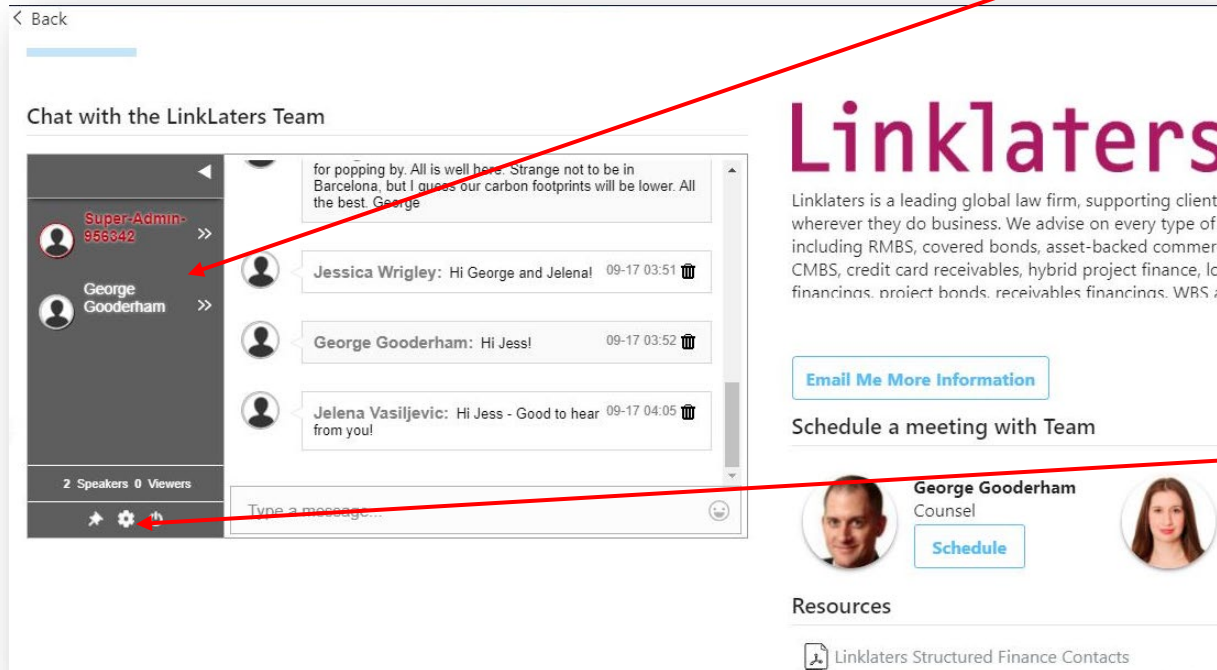 Back
Chat with the LinkLaters Team
Super-Admin-
956342
George
Gooderham
2 Speakers 0 Viewers
for popping by. All is well here. Strange not to be in
Barcelona, but I guess our carbon footprints will be lower. All
the best. George
Jessica Wrigley: Hi George and Jelena! 09-17 03:51
George Gooderham: Hi Jess! 09-17 03:52
Jelena Vasiljevic: Hi Jess - Good to hear 09-17 04:05
from you!
Type a message...
Linklaters
Linklaters is a leading global law firm, supporting client
wherever they do business. We advise on every type of
including RMBS, covered bonds, asset-backed commer
CMBS, credit card receivables, hybrid project finance, lo
financings, project bonds, receivables financings, WBS a
Email Me More Information
Schedule a meeting with Team
George Gooderham
Counsel
Schedule
Resources
Linklaters Structured Finance Contacts